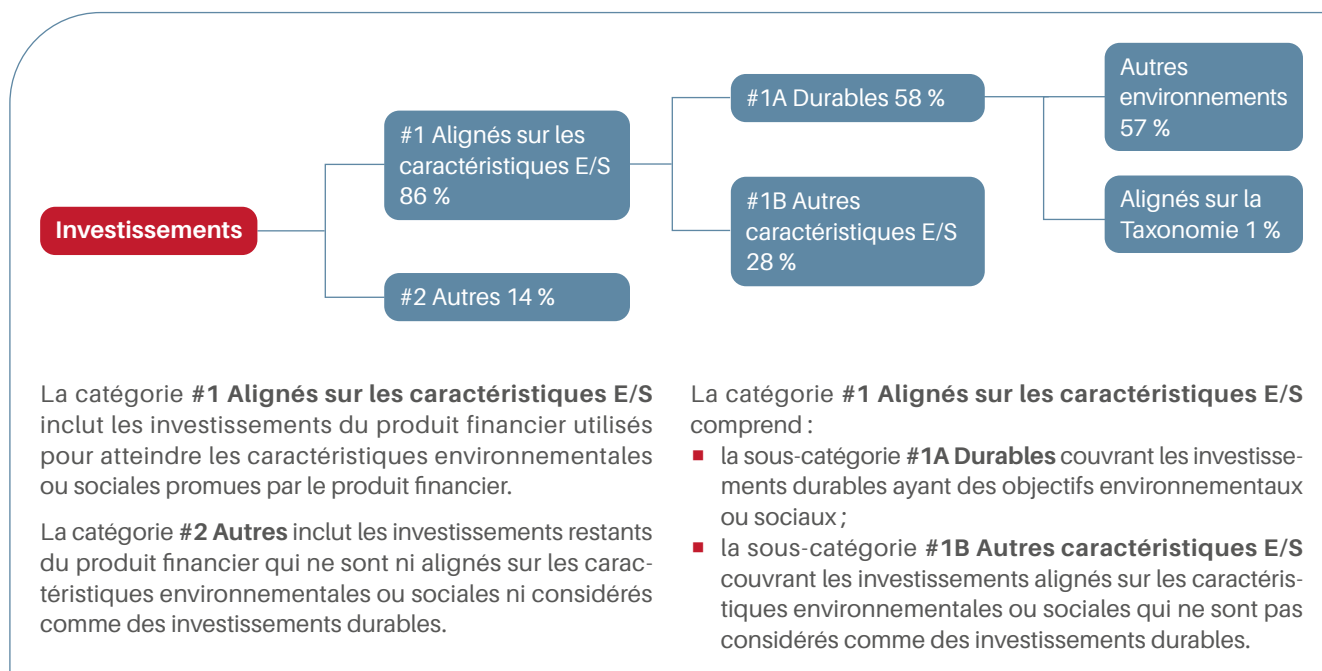 Investissements
#1 Alignés sur les
caractéristiques E/S
86 %
#2 Autres 14 %
#1A Durables 58 %
#1B Autres
caractéristiques E/S
28 %
Autres
environnements
57 %
Alignés sur la
Taxonomie 1 %
La catégorie #1 Alignés sur les caractéristiques E/S
inclut les investissements du produit financier utilisés
pour atteindre les caractéristiques environnementales
ou sociales promues par le produit financier.
La catégorie #2 Autres inclut les investissements restants
du produit financier qui ne sont ni alignés sur les carac-
téristiques environnementales ou sociales ni considérés
comme des investissements durables.
La catégorie #1 Alignés sur les caractéristiques E/S
comprend :
■ la sous-catégorie #1A Durables couvrant les investisse-
ments durables ayant des objectifs environnementaux
ou sociaux ;
■ la sous-catégorie #1B Autres caractéristiques E/S
couvrant les investissements alignés sur les caractéris-
tiques environnementales ou sociales qui ne sont pas
considérés comme des investissements durables.